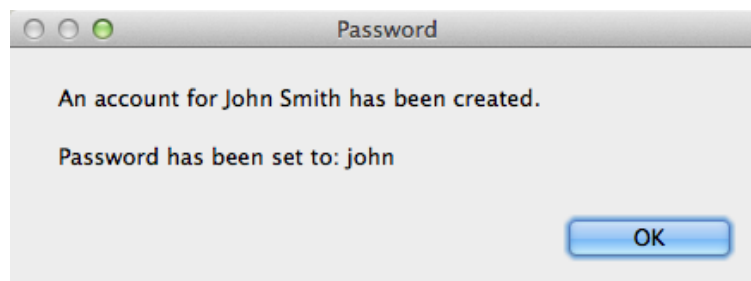 Password
An account for John Smith has been created.
Password has been set to: john
OK